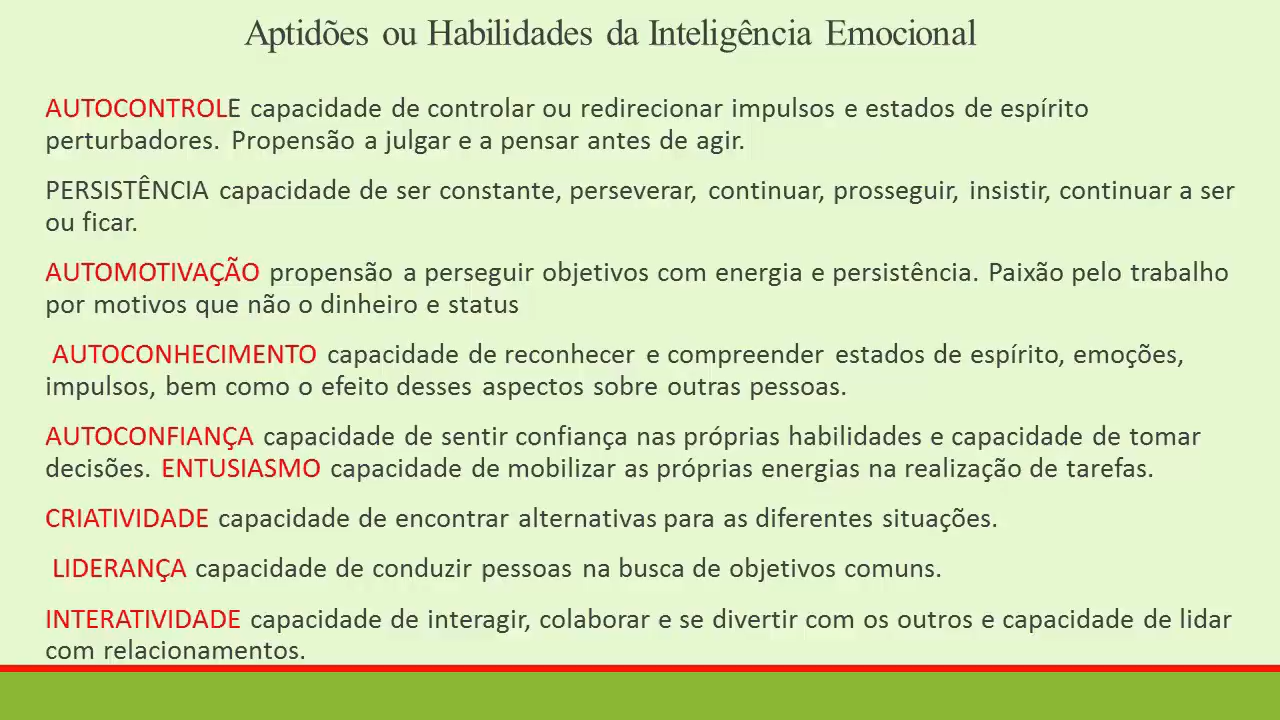 Aptidões ou Habilidades da Inteligência Emocional
AUTOCONTROLE capacidade de controlar ou redirecionar impulsos e estados de espírito
perturbadores. Propensão a julgar e a pensar antes de agir.
PERSISTÊNCIA capacidade de ser constante, perseverar, continuar, prosseguir, insistir, continuar a ser
ou ficar.
AUTOMOTIVAÇÃO propensão a perseguir objetivos com energia e persistência. Paixão pelo trabalho
por motivos que não o dinheiro e status
AUTOCONHECIMENTO capacidade de reconhecer e compreender estados de espírito, emoções,
impulsos, bem como o efeito desses aspectos sobre outras pessoas.
AUTOCONFIANÇA capacidade de sentir confiança nas próprias habilidades e capacidade de tomar
decisões. ENTUSIASMO capacidade de mobilizar as próprias energias na realização de tarefas.
CRIATIVIDADE capacidade de encontrar alternativas para as diferentes situações.
LIDERANÇA capacidade de conduzir pessoas na busca de objetivos comuns.
INTERATIVIDADE capacidade de interagir, colaborar e se divertir com os outros e capacidade de lidar
com relacionamentos.